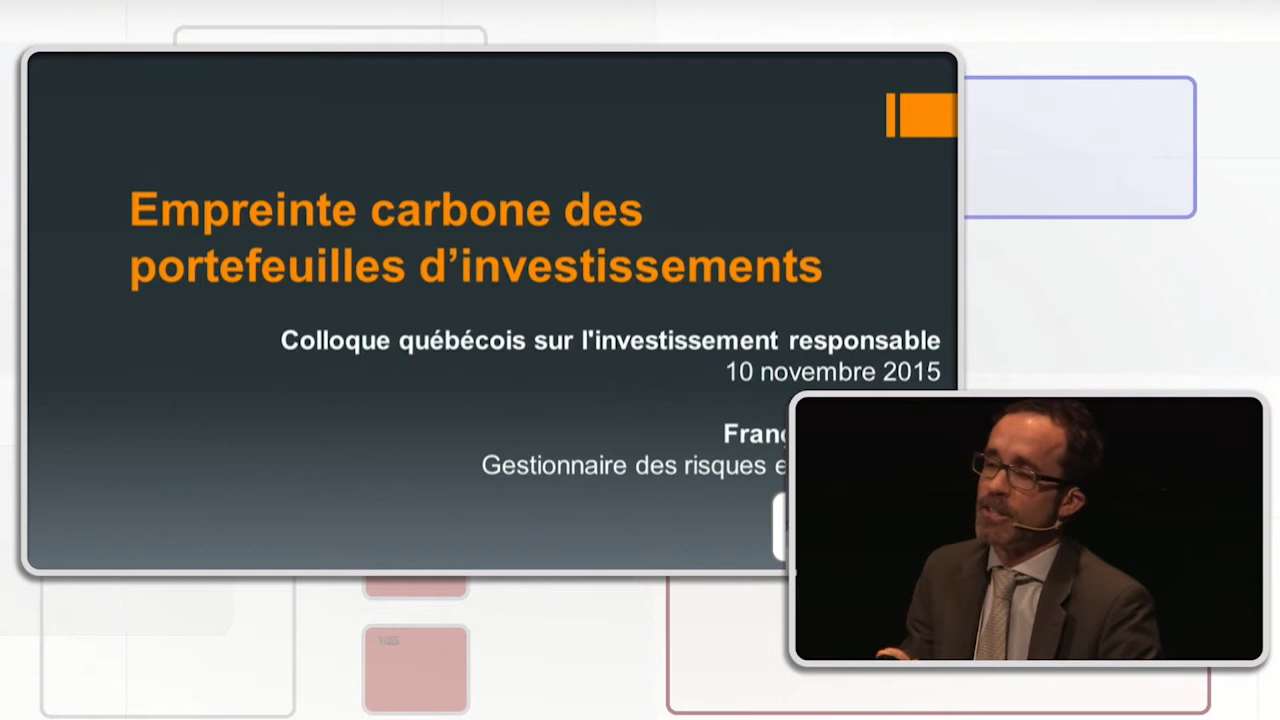 Empreinte carbone des
portefeuilles d’investissements
Colloque québécois sur l'investissement responsable
10 novembre 2015
Gestionnaire des risques